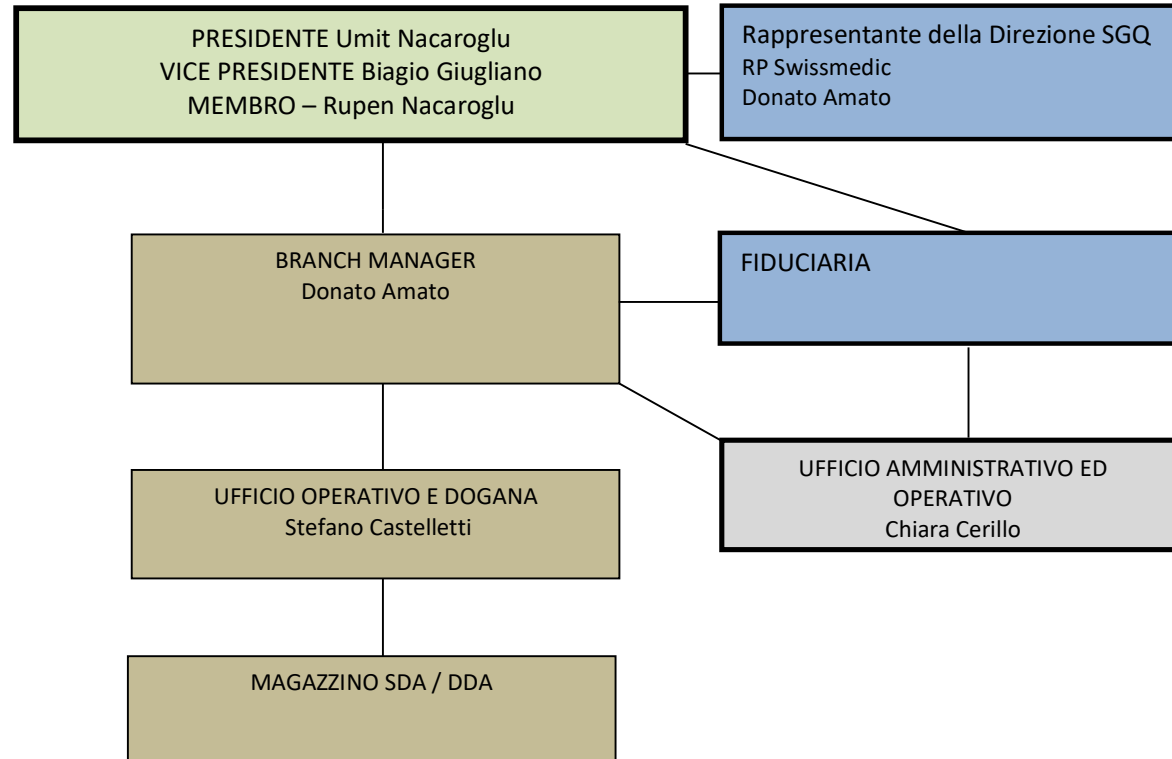 PRESIDENTE Umit Nacaroglu
VICE PRESIDENTE Biagio Giugliano
MEMBRO – Rupen Nacaroglu
Rappresentante della Direzione SGQ
RP Swissmedic
Donato Amato
BRANCH MANAGER
Donato Amato
FIDUCIARIA
UFFICIO OPERATIVO E DOGANA
Stefano Castelletti
UFFICIO AMMINISTRATIVO ED
OPERATIVO
Chiara Cerillo
MAGAZZINO SDA / DDA